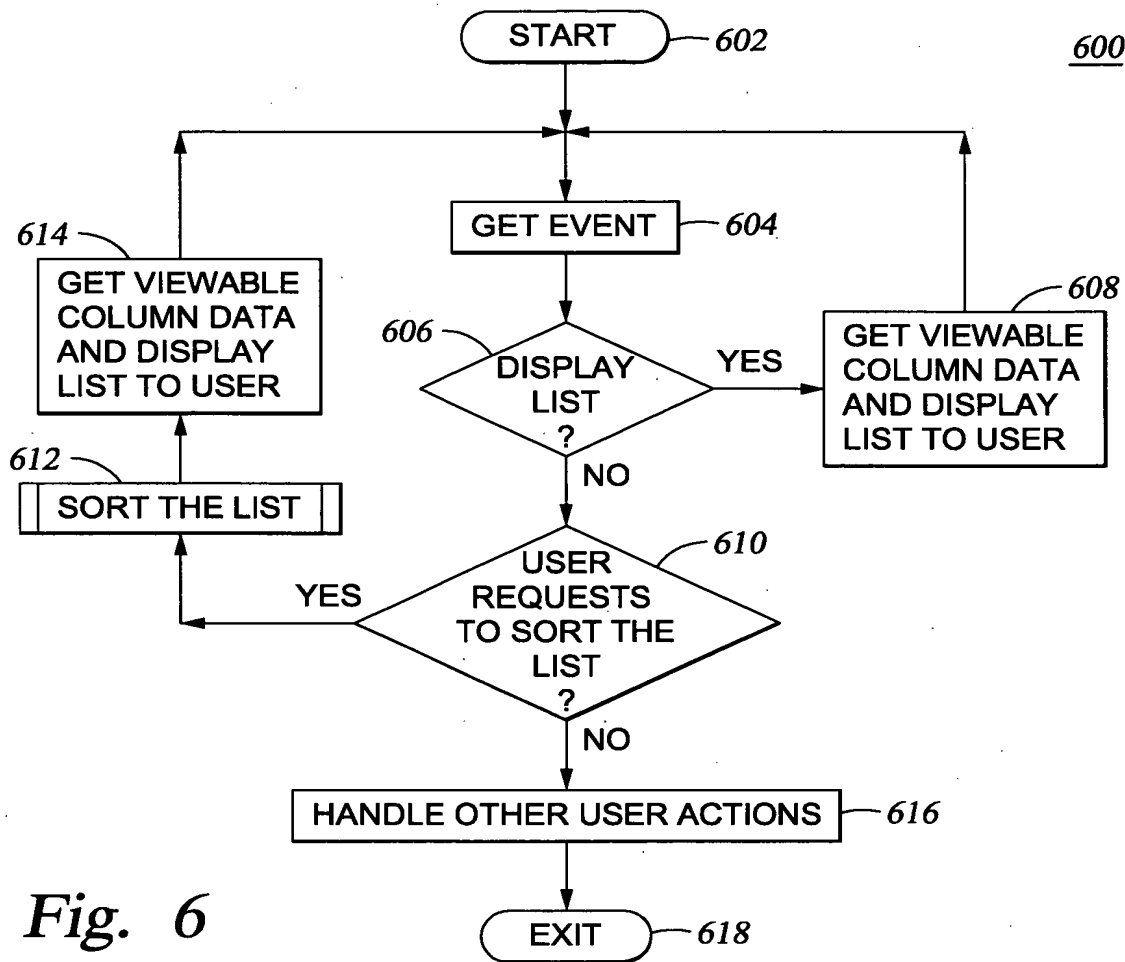 START
602
600
GET EVENT
604
614
GET VIEWABLE
COLUMN DATA
AND DISPLAY
LIST TO USER
606
DISPLAY
LIST
?
YES
608
GET VIEWABLE
COLUMN DATA
AND DISPLAY
LIST TO USER
NO
612
SORT THE LIST
610
USER
REQUESTS
TO SORT THE
LIST
?
YES
NO
HANDLE OTHER USER ACTIONS
616
EXIT
618
Fig. 6